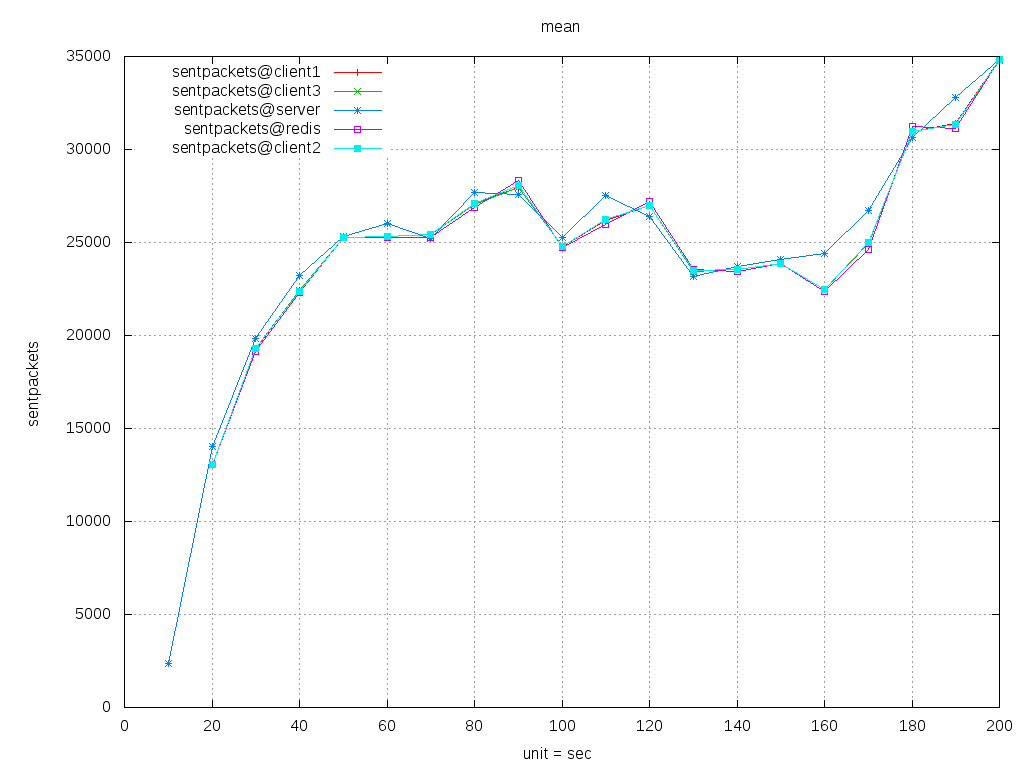 mean
35000
30000
25000
20000
15000
10000
5000
0
sentpackets
sentpackets@client1
sentpackets@client3
sentpackets@server
sentpackets@redis
sentpackets@client2
0 20 40 60 80 100 120 140 160 180 200
unit = sec